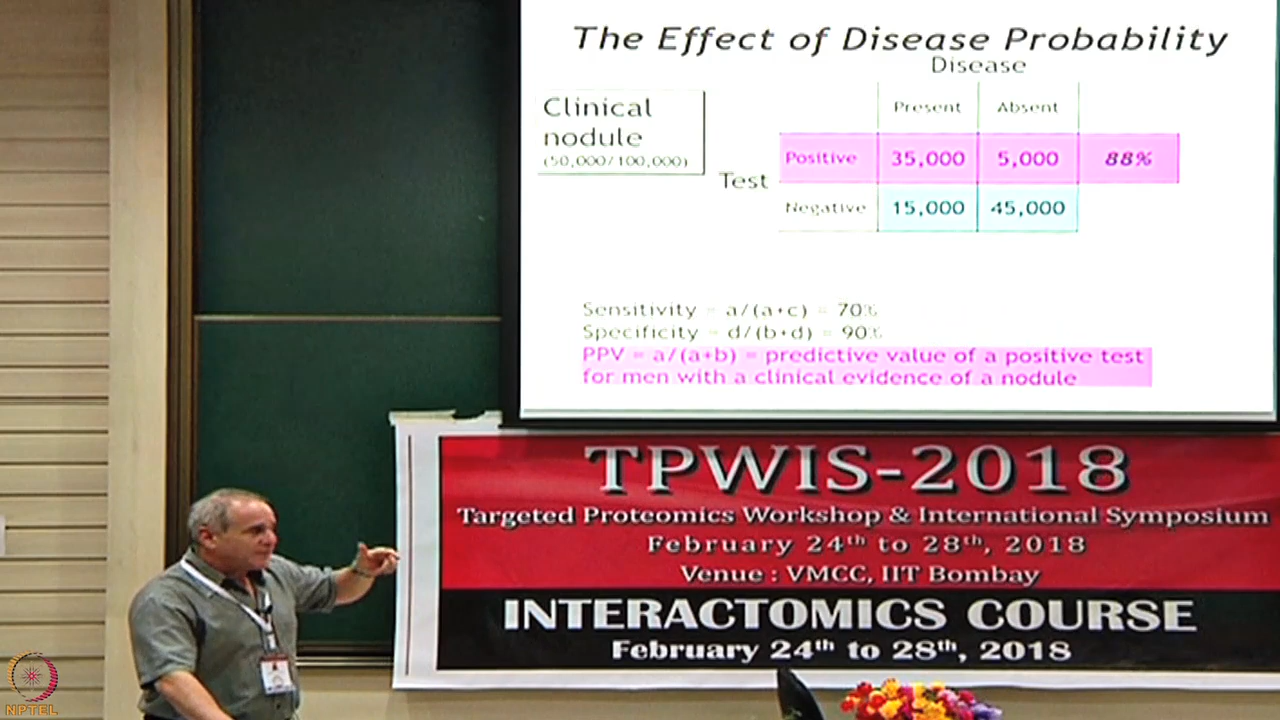 The Effect of Disease Probability
Disease
Clinical
nodule
(50,000/100,000)
Present Absent
Test
Positive 35,000 5,000 88%
Negative 15,000 45,000
Sensitivity = a/(a+c) = 70%
Specificity = d/(b+d) = 90%
PPV = a/(a+b) = predictive value of a positive test
for men with a clinical evidence of a nodule
TPWIS-2018
Targeted Proteomics Workshop & International Symposium
February 24th to 28th, 2018
Venue : VMCC, IIT Bombay
INTERACTOMICS COURSE
February 24th to 28th, 2018
NPTEL